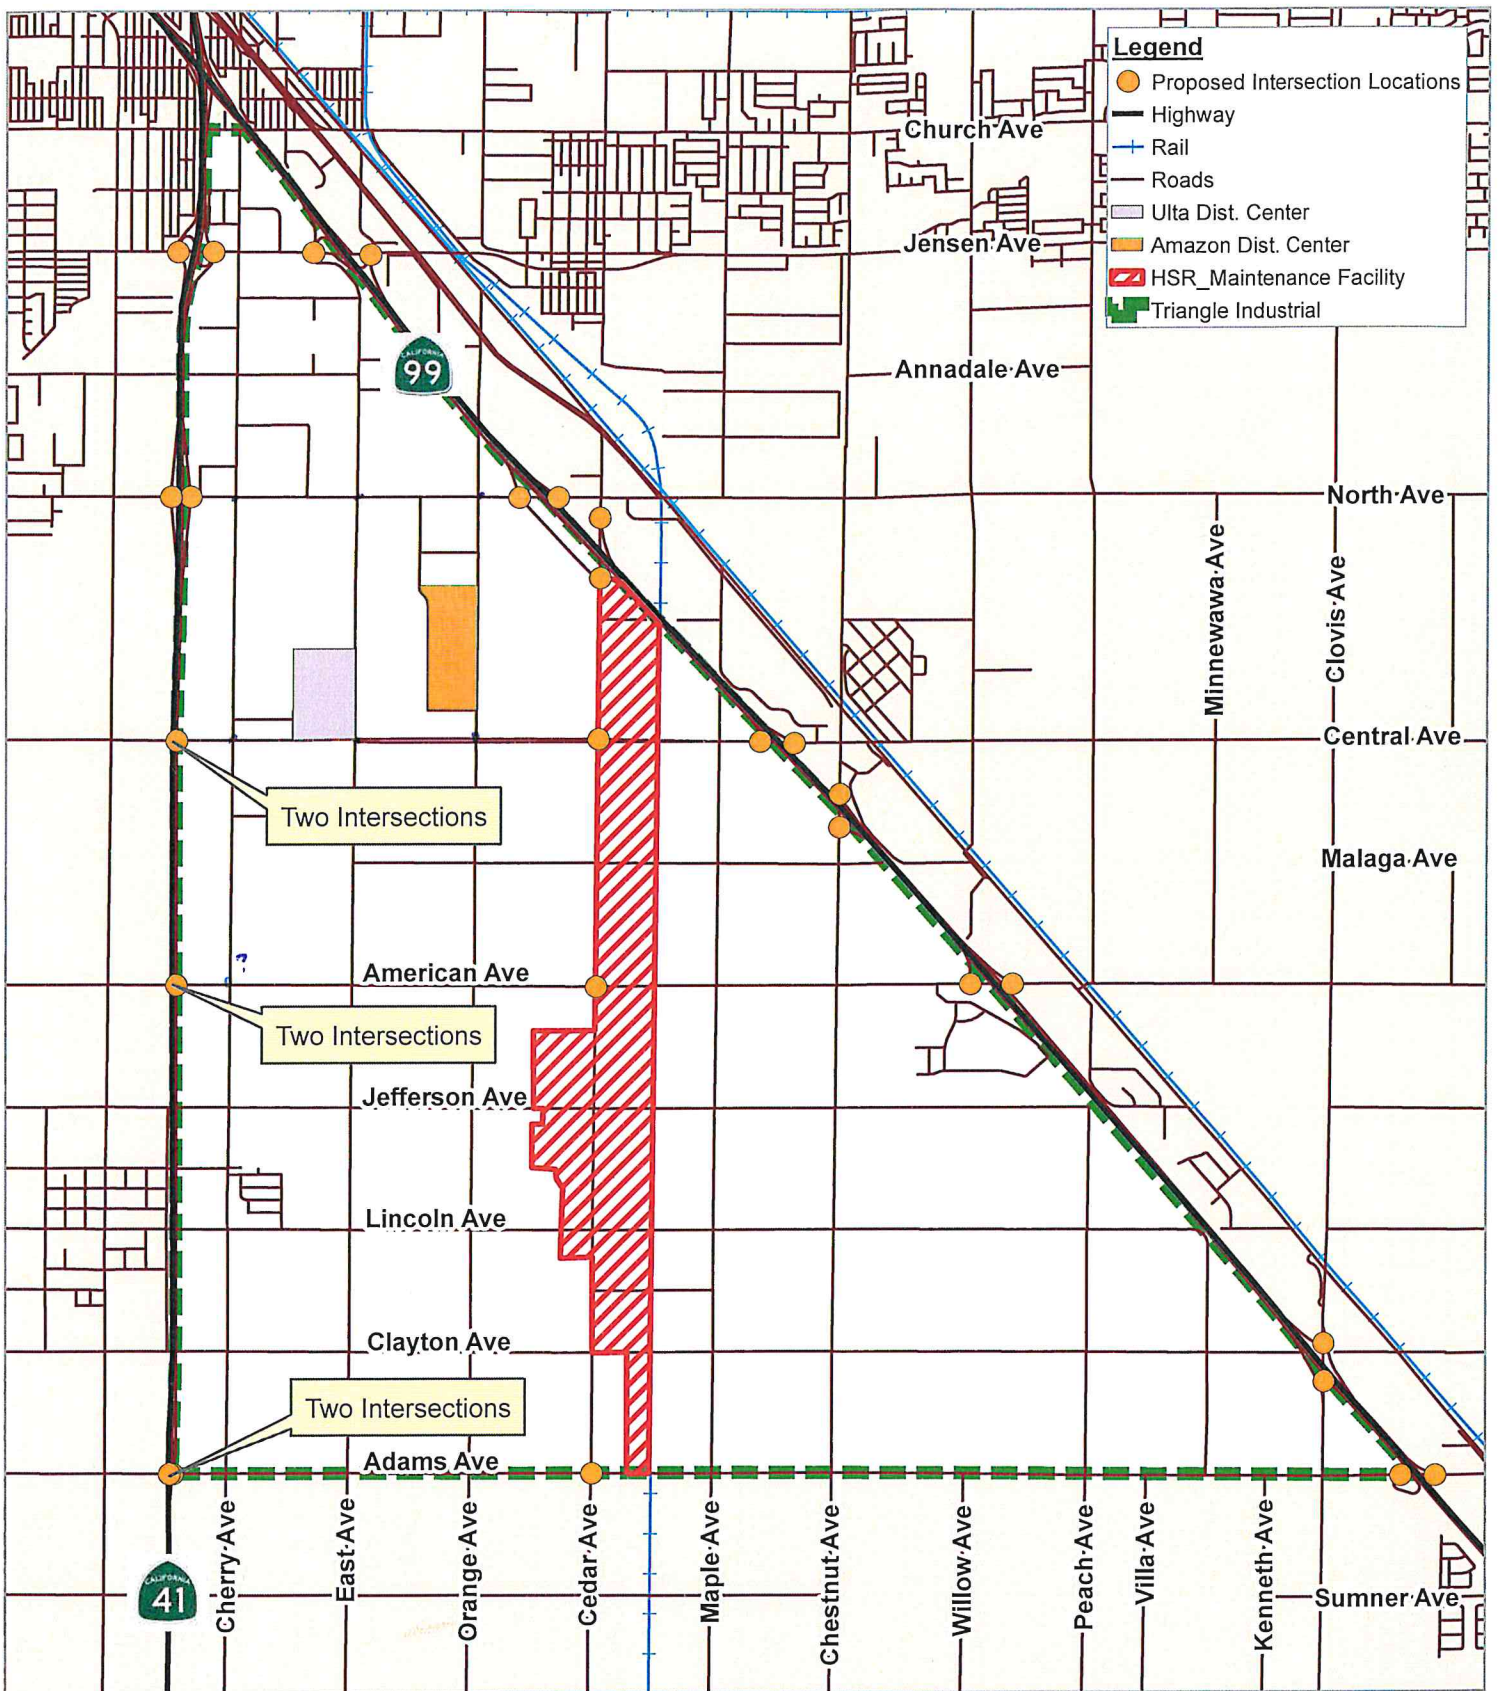 Legend
Proposed Intersection Locations
Highway
Rail
Roads
Ulta Dist. Center
Amazon Dist. Center
HSR_Maintenance Facility
Triangle Industrial
Church Ave
Jensen Ave
CALIFORNIA
99
Annadale Ave
North Ave
Minnewawa Ave
Clovis Ave
Central Ave
Two Intersections
Malaga Ave
?
American Ave
Two Intersections
Jefferson Ave
Lincoln Ave
Clayton Ave
Two Intersections
Adams Ave
CALIFORNIA
41
Cherry Ave
East Ave
Orange Ave
Cedar Ave
Maple Ave
Chestnut Ave
Willow Ave
Peach Ave
Villa Ave
Kenneth Ave
Sumner Ave